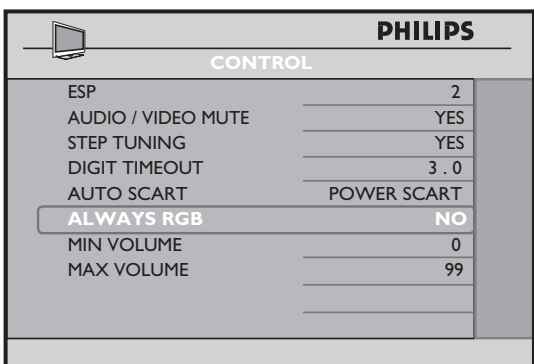 PHILIPS
CONTROL
ESP 2
AUDIO / VIDEO MUTE YES
STEP TUNING YES
DIGIT TIMEOUT 3 . 0
AUTO SCART POWER SCART
ALWAYS RGB NO
MIN VOLUME 0
MAX VOLUME 99